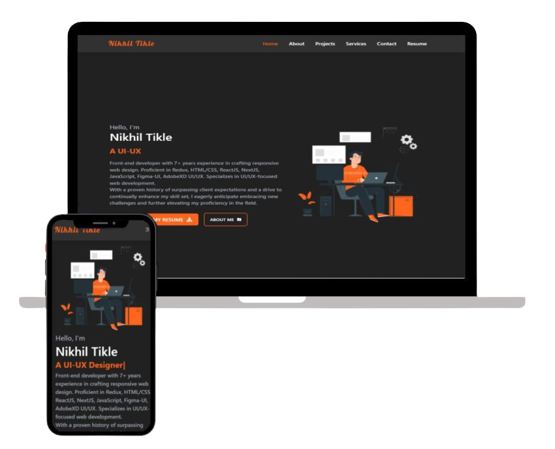 Nikhil Tikle
Home About Projects Services Contact Resume
Hello, I'm
Nikhil Tikle
A UI-UX
Front-end developer with 7+ years experience in crafting responsive
web design. Proficient in Redux, HTML/CSS, ReactJS, NextJS,
JavaScript, Figma-UI, AdobeXD UI/UX, Specializes in UI/UX-focused
web development.
With a proven history of surpassing client expectations and a drive to
continually enhance my skill set, I eagerly anticipate embracing new
challenges and further elevating my proficiency in the field.
MY RESUME
ABOUT ME
Nikhil Tikle
Hello, I'm
Nikhil Tikle
A UI-UX Designer|
Front-end developer with 7+ years
experience in crafting responsive web
design. Proficient in Redux, HTML/CSS
ReactJS, NextJS, JavaScript, Figma-UI,
AdobeXD UI/UX. Specializes in UI/UX-
focused web development.
With a proven history of surpassing